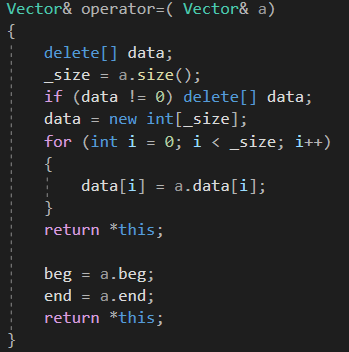 Vector& operator=( Vector& a)
{
delete[] data;
_size = a.size();
if (data != 0) delete[] data;
data = new int[_size];
for (int i = 0; i < _size; i++)
{
data[i] = a.data[i];
}
return *this;
beg = a.beg;
end = a.end;
return *this;
}